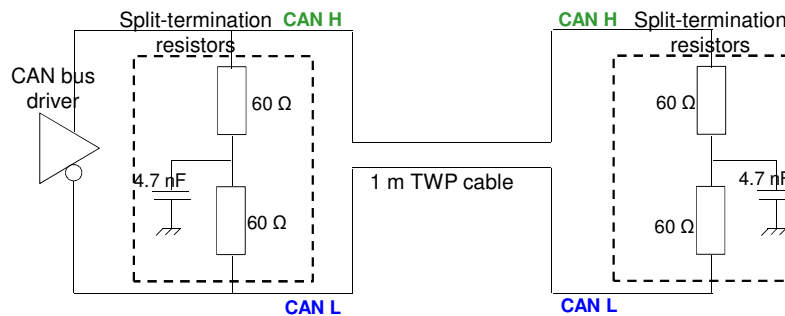 Split-termination resistors
CAN H
CAN bus driver
60 Ω
4.7 nF
60 Ω
CAN L
1 m TWP cable
CAN H
Split-termination resistors
60 Ω
4.7 nF
60 Ω
CAN L